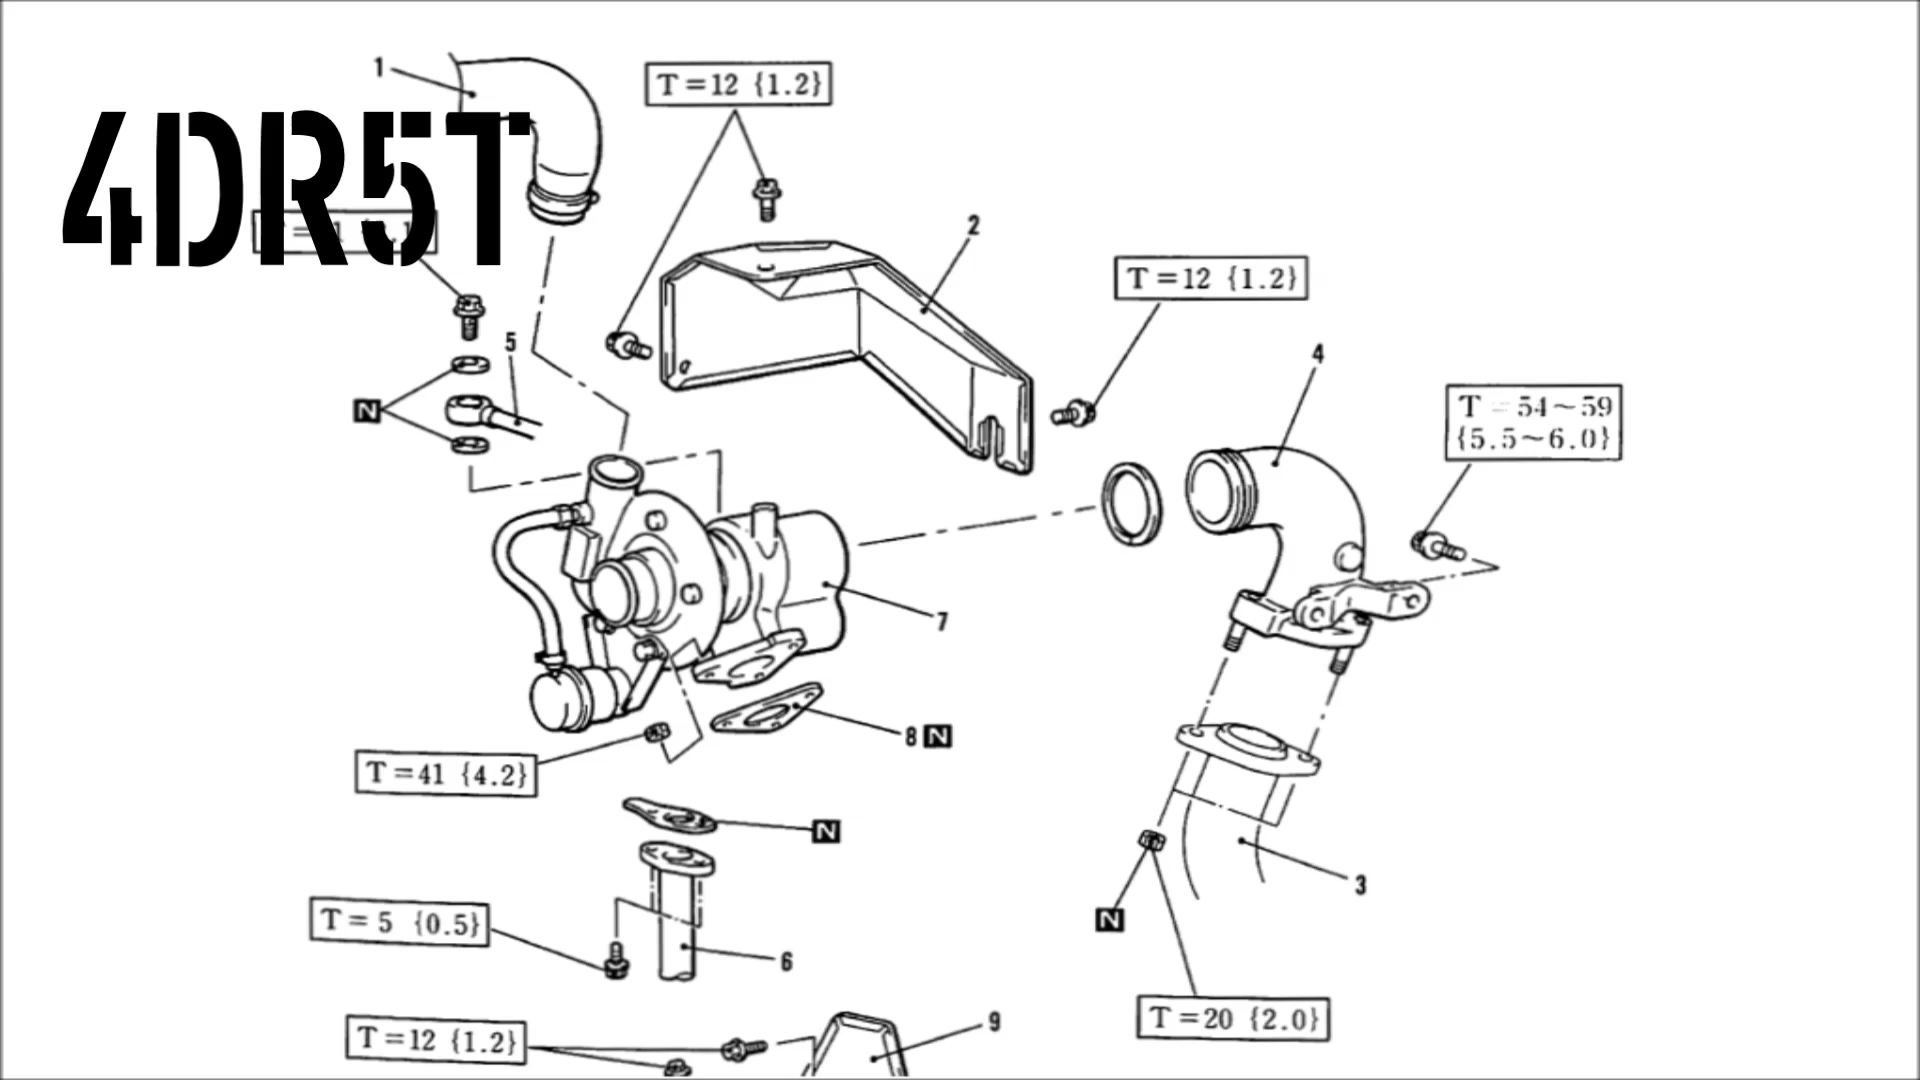 1
T=12 {1.2}
4DR5T
2
T=12 {1.2}
5
4
N
T=54~59
{5.5~6.0}
7
8 N
T=41 {4.2}
N
3
T=5 {0.5}
N
6
T=12 {1.2}
9
T=20 {2.0}